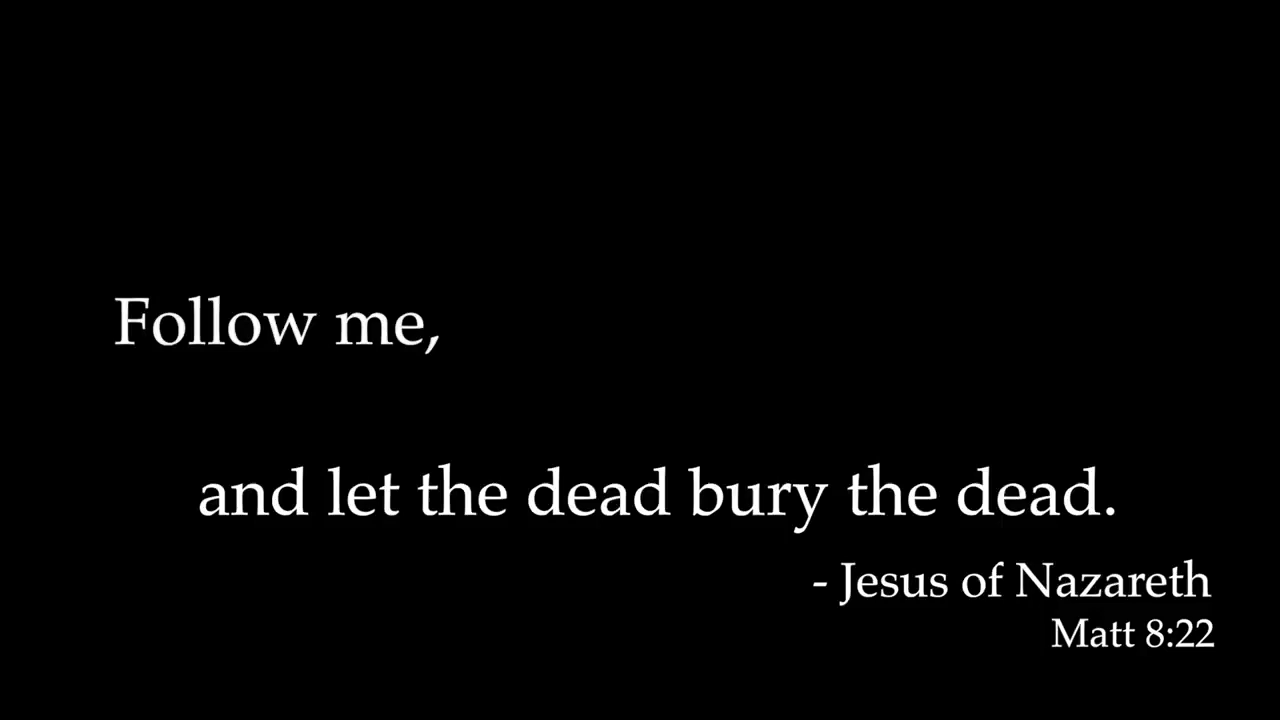 Follow me,
and let the dead bury the dead.
- Jesus of Nazareth
Matt 8:22